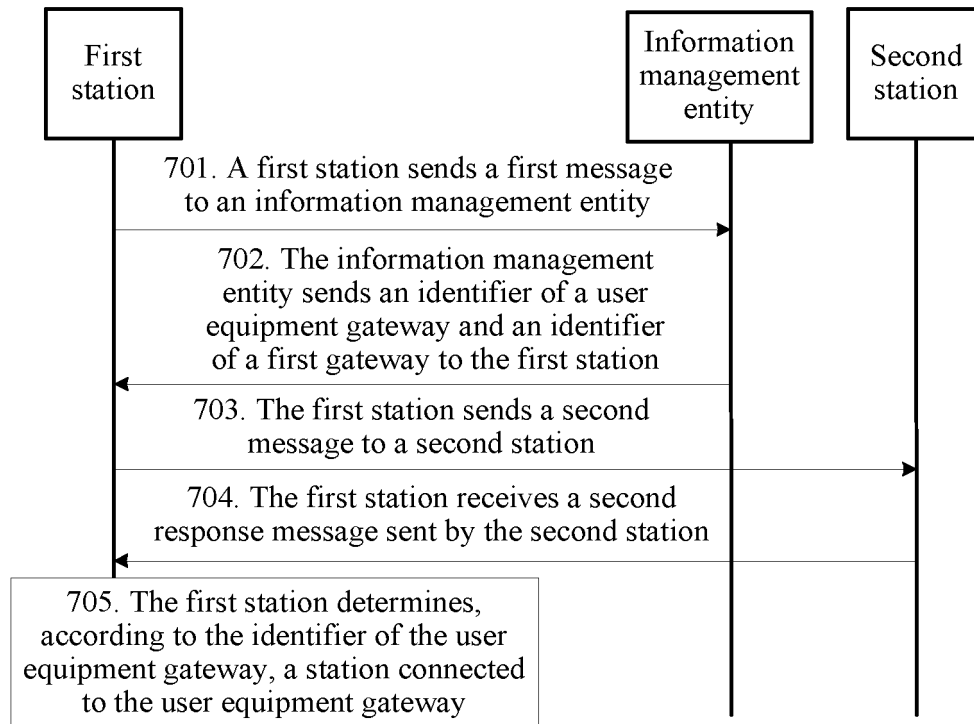 First
station
Information
management
entity
Second
station
701. A first station sends a first message
to an information management entity
702. The information management
entity sends an identifier of a user
equipment gateway and an identifier
of a first gateway to the first station
703. The first station sends a second
message to a second station
704. The first station receives a second
response message sent by the second station
705. The first station determines,
according to the identifier of the user
equipment gateway, a station connected
to the user equipment gateway